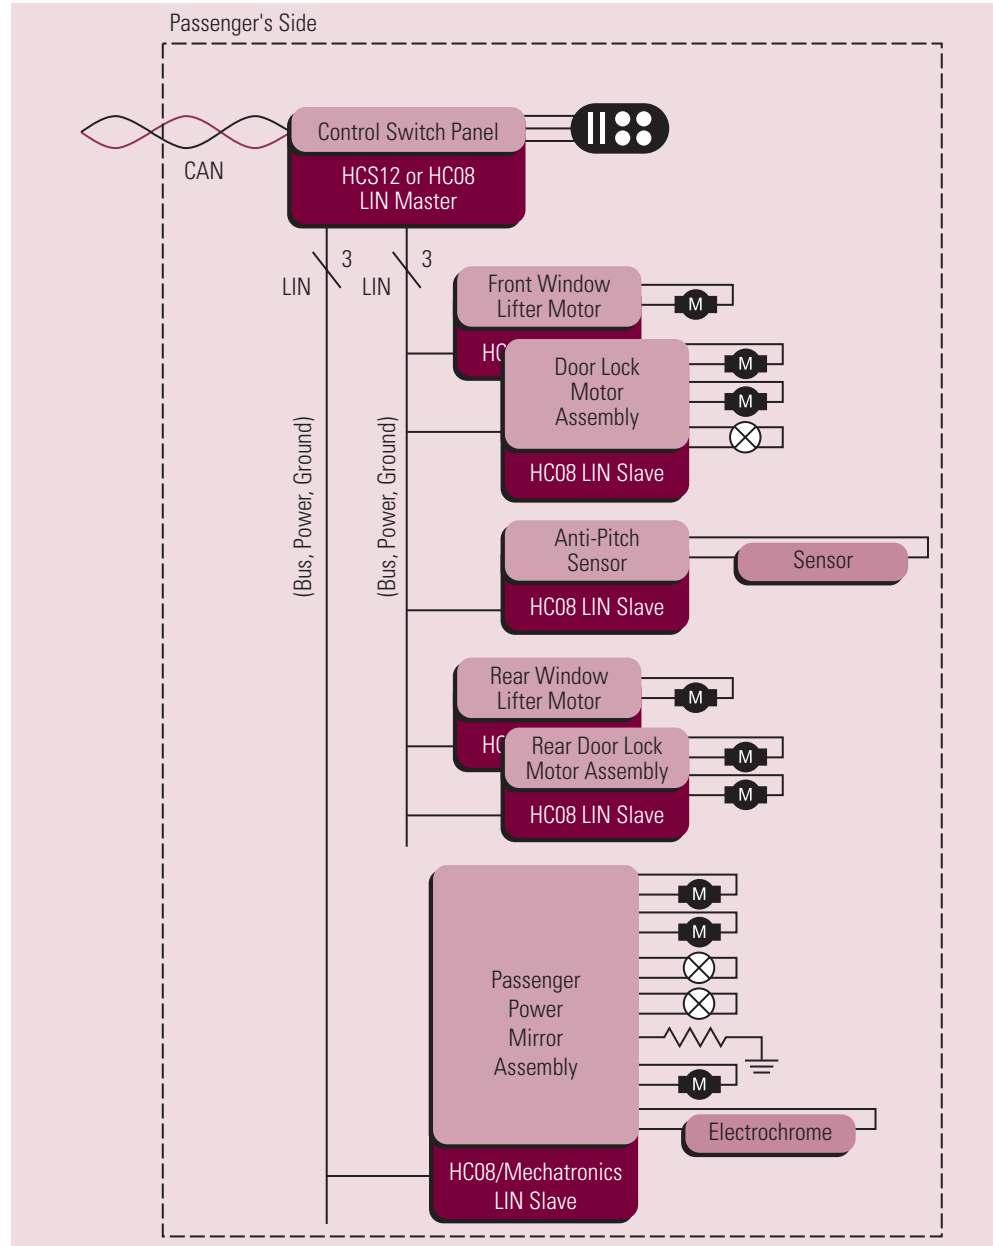 Passenger's Side
Control Switch Panel
CAN
HCS12 or HC08
LIN Master
3
3
LIN
LIN
Front Window
Lifter Motor
M
HC
Door Lock
Motor
Assembly
M
M
HC08 LIN Slave
(Bus, Power, Ground)
(Bus, Power, Ground)
Anti-Pitch
Sensor
Sensor
HC08 LIN Slave
Rear Window
Lifter Motor
M
HC
Rear Door Lock
Motor Assembly
M
M
HC08 LIN Slave
Passenger
Power
Mirror
Assembly
M
M
M
Electrochrome
HC08/Mechatronics
LIN Slave